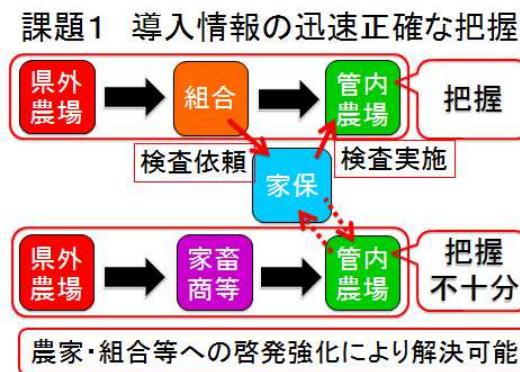 課題1 導入情報の迅速正確な把握
県外
農場
組合
管内
農場
把握
検査依頼
検査実施
家保
県外
農場
家畜
商等
管内
農場
把握
不十分
農家・組合等への啓発強化により解決可能